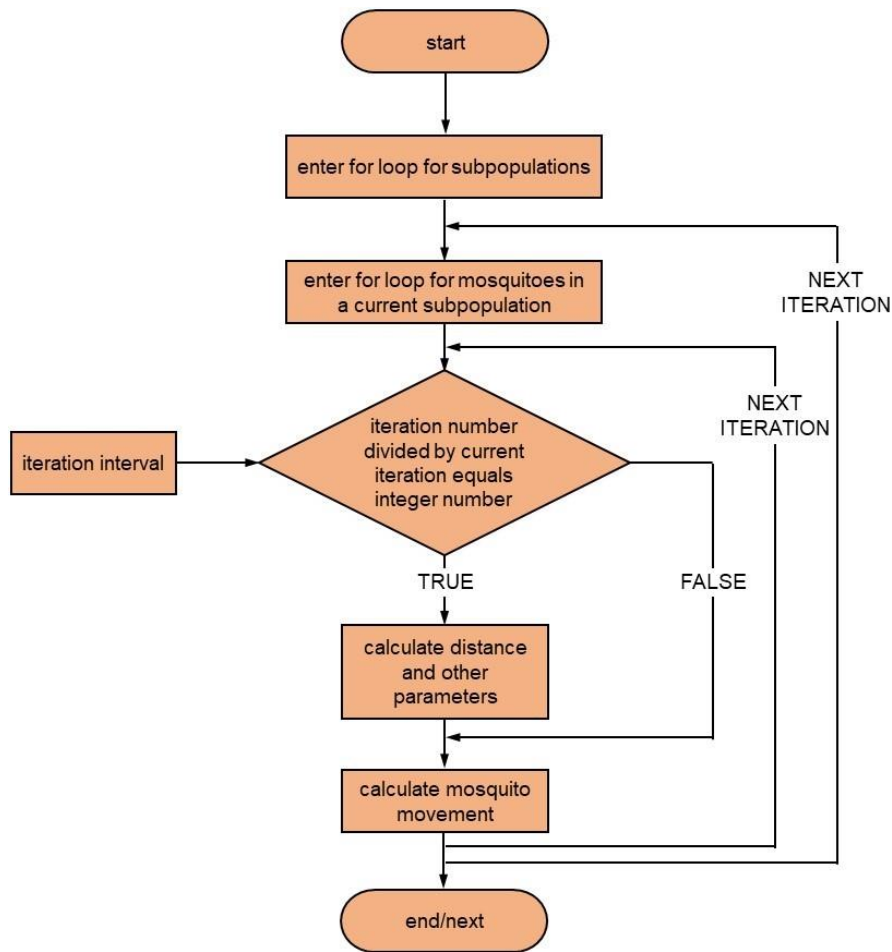 start
enter for loop for subpopulations
enter for loop for mosquitoes in
a current subpopulation
NEXT
ITERATION
NEXT
ITERATION
iteration number
divided by current
iteration equals
integer number
iteration interval
TRUE
FALSE
calculate distance
and other
parameters
calculate mosquito
movement
end/next